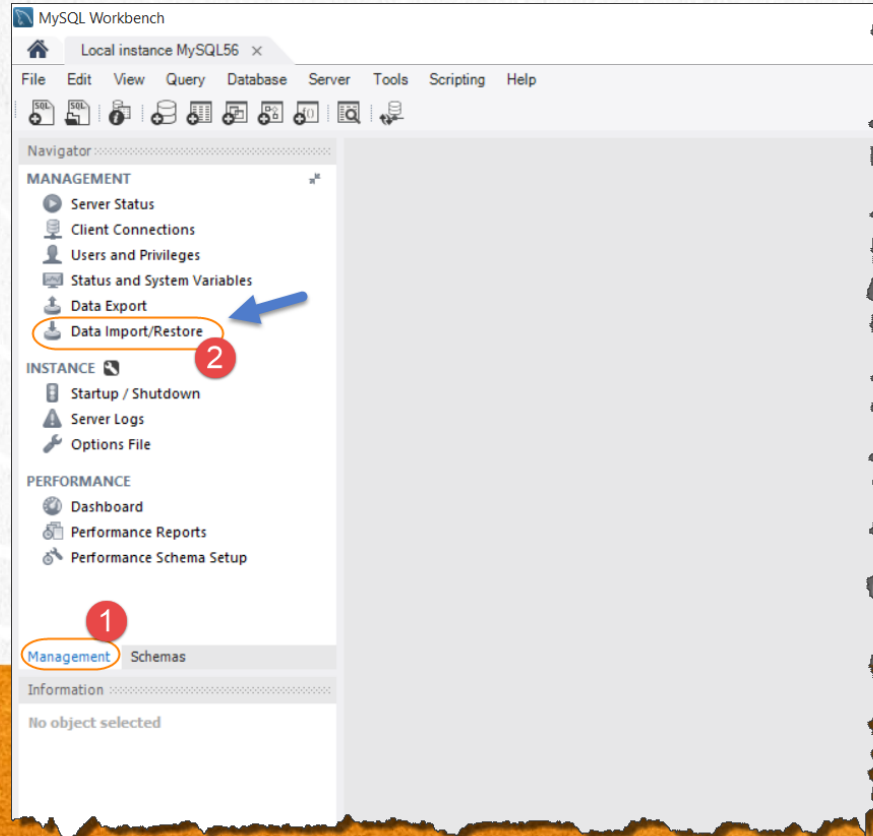 MySQL Workbench
Local instance MySQL56 ×
File Edit View Query Database Server Tools Scripting Help
SQL SQL
Navigator
MANAGEMENT
Server Status
Client Connections
Users and Privileges
Status and System Variables
Data Export
Data Import/Restore
2
INSTANCE
Startup / Shutdown
Server Logs
Options File
PERFORMANCE
Dashboard
Performance Reports
Performance Schema Setup
1
Management Schemas
Information
No object selected